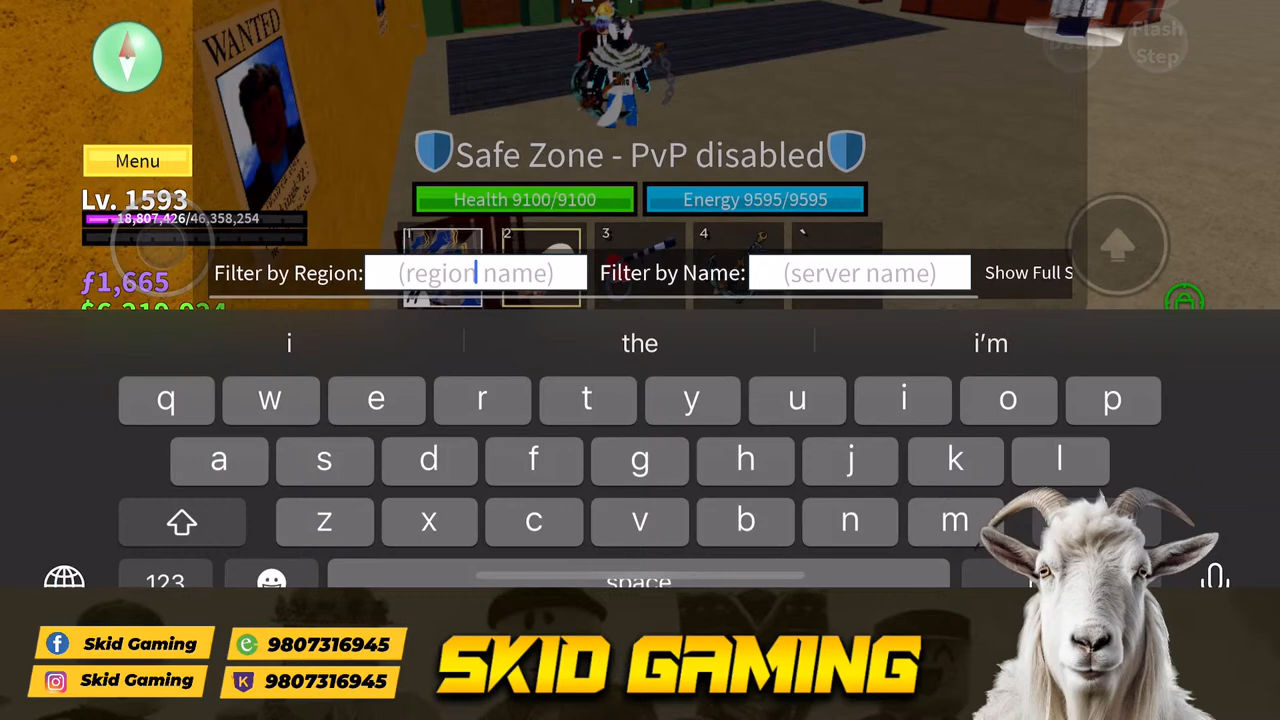 WANTED
Flash
Step
Menu
Safe Zone - PvP disabled
Lv. 1593
Health 9100/9100
Energy 9595/9595
18,807,426/46,358,254
1
2
3
4
Filter by Region:
(region name)
Filter by Name:
(server name)
Show Full S
ƒ1,665
i
the
i'm
q w e r t y u i o p
a s d f g h j k l
z x c v b n m
123
space
Skid Gaming
9807316945
Skid Gaming
9807316945
SKID GAMING